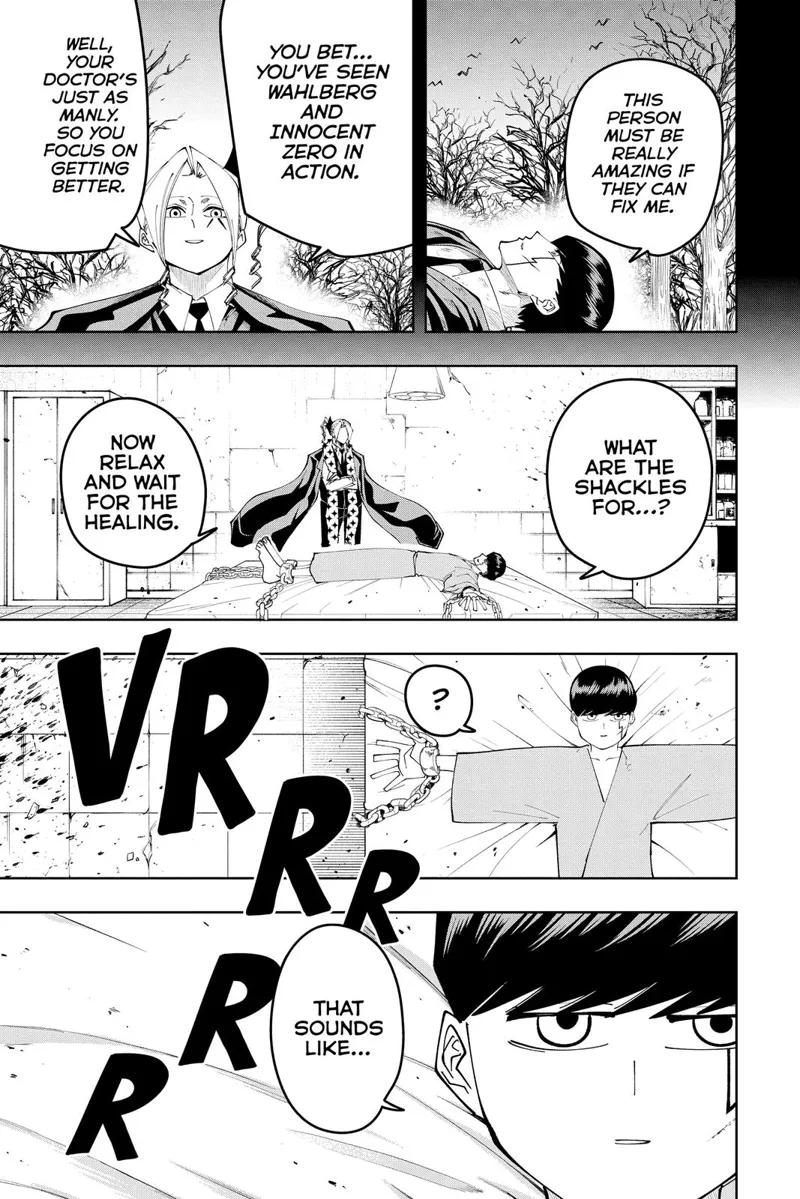 THIS
PERSON
MUST BE
REALLY
AMAZING IF
THEY CAN
FIX ME.
YOU BET...
YOU'VE SEEN
WAHLBERG
AND
INNOCENT
ZERO IN
ACTION.
WELL,
YOUR
DOCTOR'S
JUST AS
MANLY.
SO YOU
FOCUS ON
GETTING
BETTER.
WHAT
ARE THE
SHACKLES
FOR...?
NOW
RELAX
AND WAIT
FOR THE
HEALING.
?
VRRRRR
THAT
SOUNDS
LIKE...